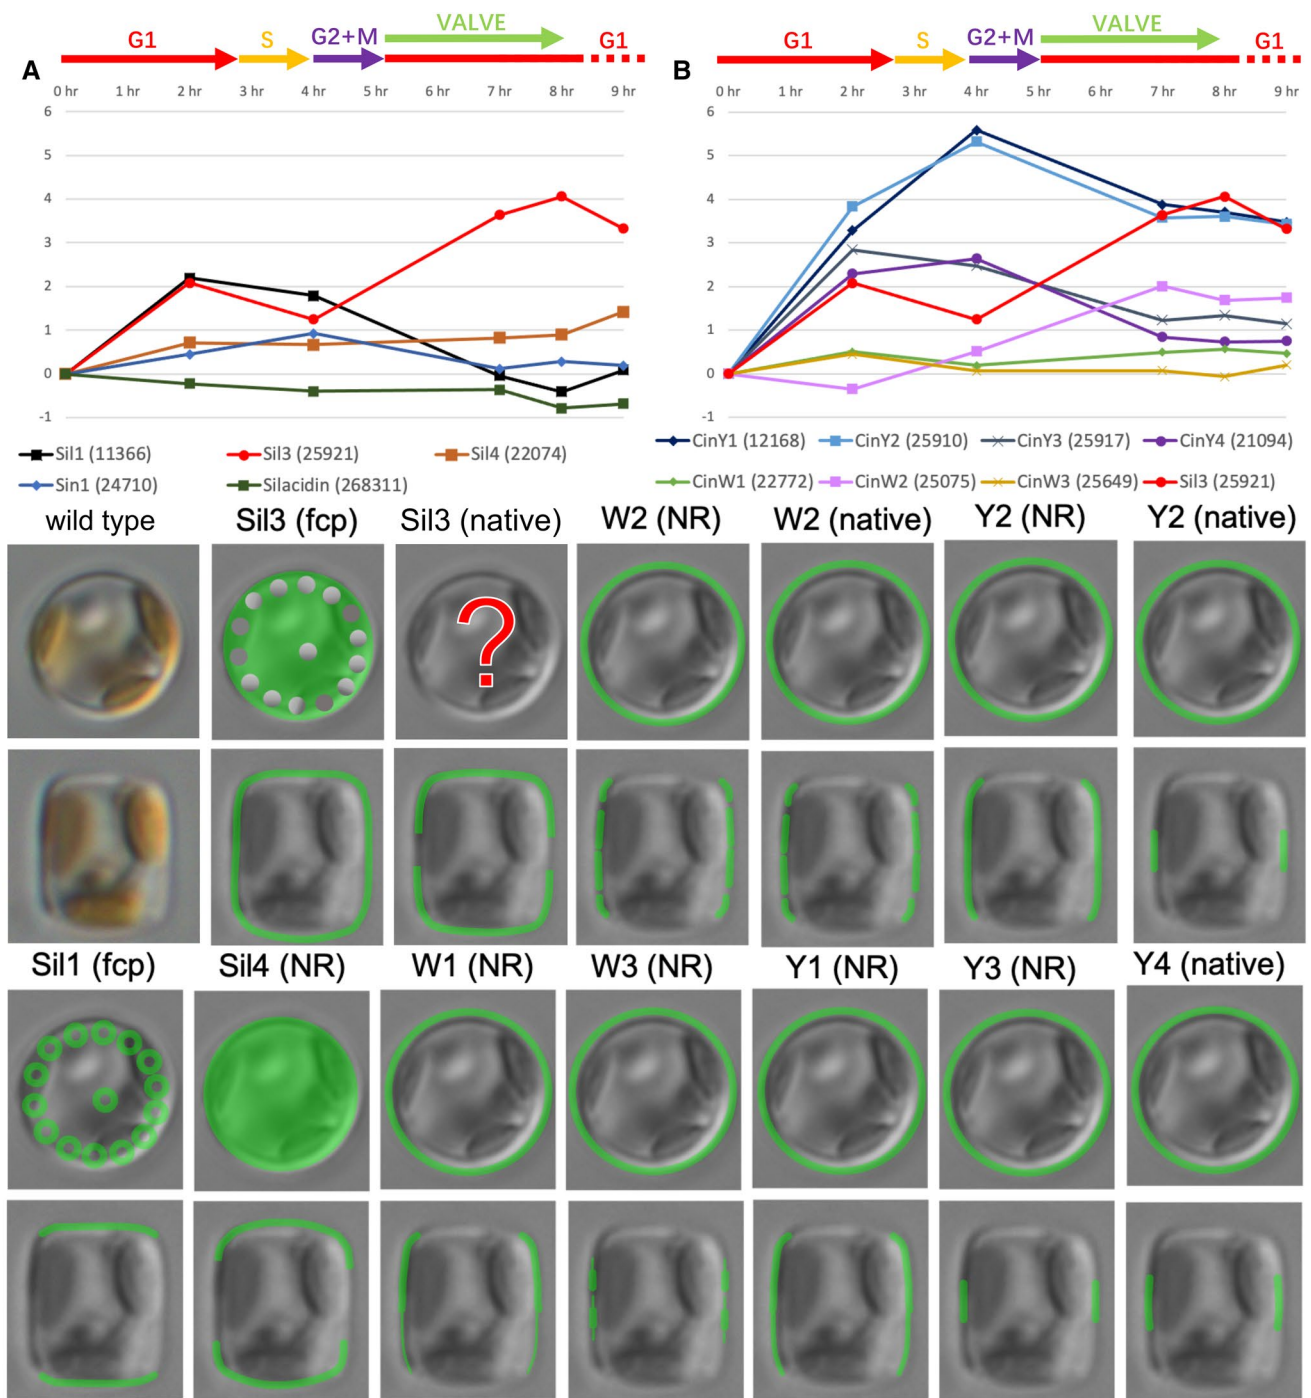 G1 S G2+M VALVE G1
A
0 hr 1 hr 2 hr 3 hr 4 hr 5 hr 6 hr 7 hr 8 hr 9 hr
6
5
4
3
2
1
0
-1
Sil1 (11366) Sil3 (25921) Sil4 (22074)
Sin1 (24710) Silacidin (268311)
G1 S G2+M VALVE G1
B
0 hr 1 hr 2 hr 3 hr 4 hr 5 hr 6 hr 7 hr 8 hr 9 hr
6
5
4
3
2
1
0
-1
CinY1 (12168) CinY2 (25910) CinY3 (25917) CinY4 (21094)
CinW1 (22772) CinW2 (25075) CinW3 (25649) Sil3 (25921)
wild type Sil3 (fcp) Sil3 (native) W2 (NR) W2 (native) Y2 (NR) Y2 (native)
?
Sil1 (fcp) Sil4 (NR) W1 (NR) W3 (NR) Y1 (NR) Y3 (NR) Y4 (native)